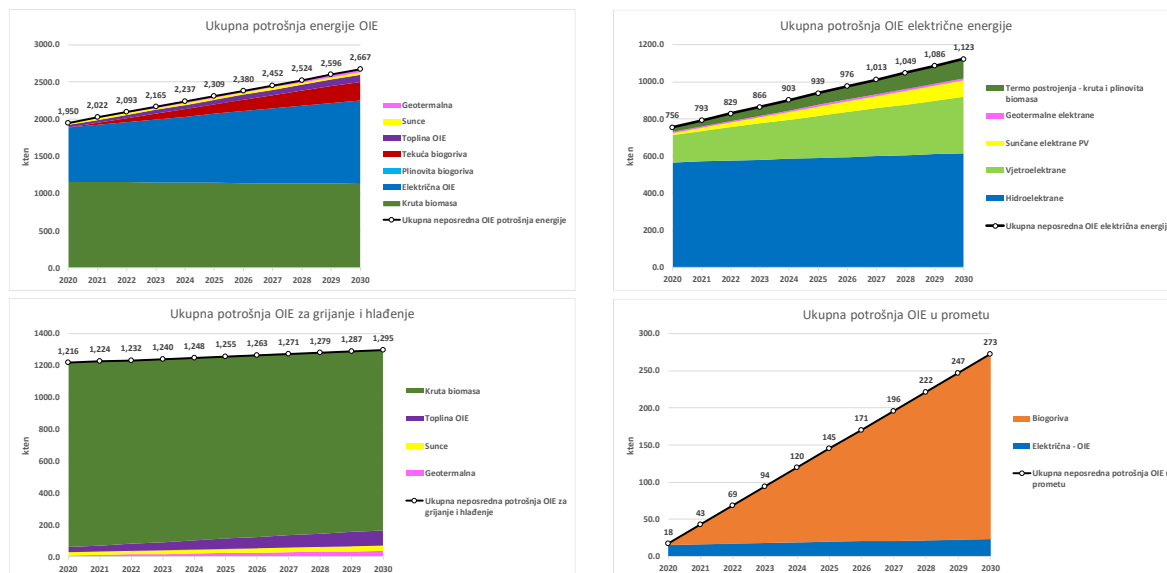 Ukupna potrošnja energije OIE
3000.0
2500.0
2000.0
1500.0
1000.0
500.0
0.0
kten
1,950
2,022
2,093
2,165
2,237
2,309
2,380
2,452
2,524
2,596
2,667
2020 2021 2022 2023 2024 2025 2026 2027 2028 2029 2030
Geotermalna
Sunce
Toplina OIE
Tekuća biogoriva
Plinovita biogoriva
Električna OIE
Kruta biomasa
Ukupna neposredna OIE potrošnja energije
Ukupna potrošnja OIE električne energije
1200.0
1000.0
800.0
600.0
400.0
200.0
0.0
kten
756
793
829
866
903
939
976
1,013
1,049
1,086
1,123
2020 2021 2022 2023 2024 2025 2026 2027 2028 2029 2030
Termo postrojenja - kruta i plinovita
biomasa
Geotermalne elektrane
Sunčane elektrane PV
Vjetroelektrane
Hidroelektrane
Ukupna neposredna OIE električna energij
Ukupna potrošnja OIE za grijanje i hlađenje
1400.0
1200.0
1000.0
800.0
600.0
400.0
200.0
0.0
kten
1,216
1,224
1,232
1,240
1,248
1,255
1,263
1,271
1,279
1,287
1,295
2020 2021 2022 2023 2024 2025 2026 2027 2028 2029 2030
Kruta biomasa
Toplina OIE
Sunce
Geotermalna
Ukupna neposredna potrošnja OIE za
grijanje i hlađenje
Ukupna potrošnja OIE u prometu
300.0
250.0
200.0
150.0
100.0
50.0
0.0
kten
18
43
69
94
120
145
171
196
222
247
273
2020 2021 2022 2023 2024 2025 2026 2027 2028 2029 2030
Biogoriva
Električna - OIE
Ukupna neposredna potrošnja OIE u
prometu